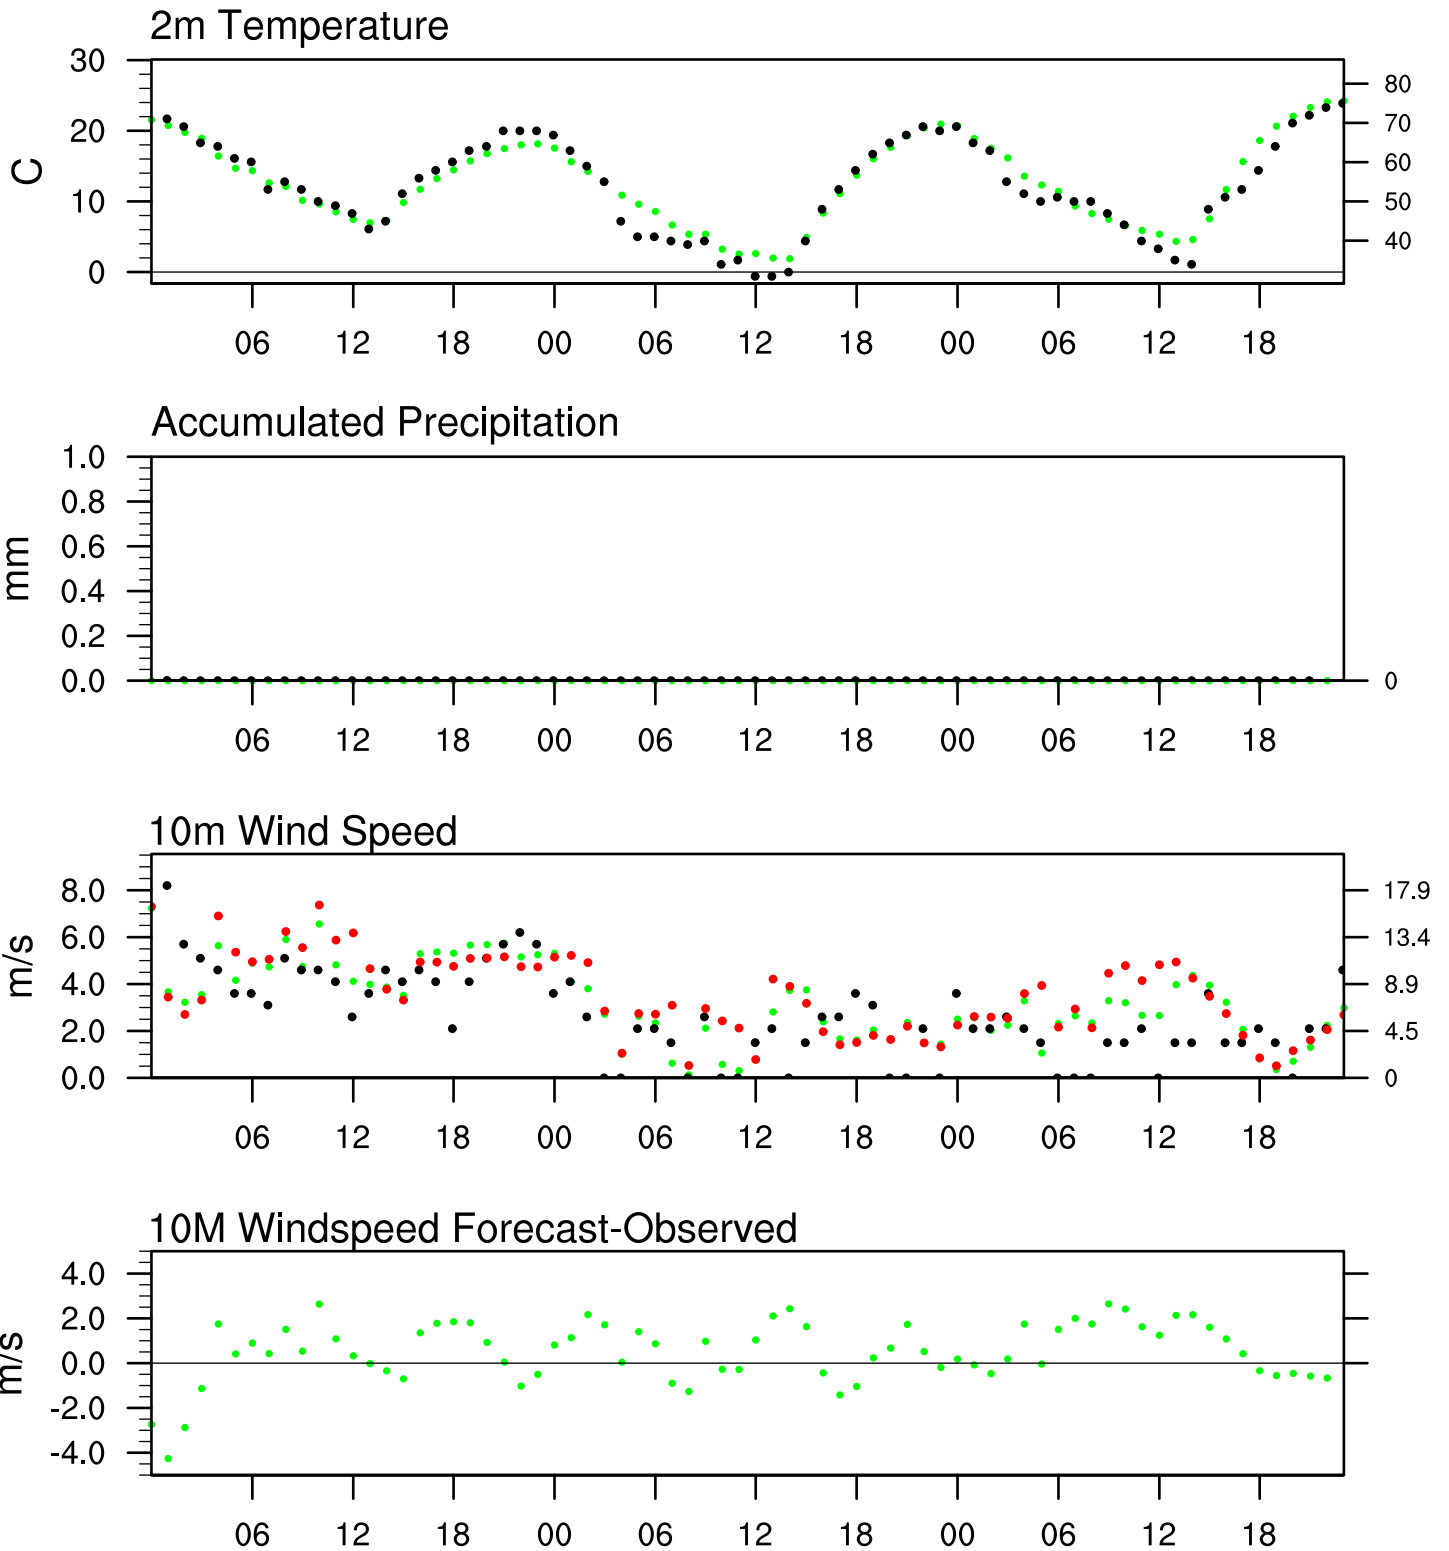 2m Temperature
30
20
10
0
C
80
70
60
50
40
06 12 18 00 06 12 18 00 06 12 18
Accumulated Precipitation
1.0
0.8
0.6
0.4
0.2
0.0
mm
0
06 12 18 00 06 12 18 00 06 12 18
10m Wind Speed
8.0
6.0
4.0
2.0
0.0
m/s
17.9
13.4
8.9
4.5
0
06 12 18 00 06 12 18 00 06 12 18
10M Windspeed Forecast-Observed
4.0
2.0
0.0
-2.0
-4.0
m/s
06 12 18 00 06 12 18 00 06 12 18